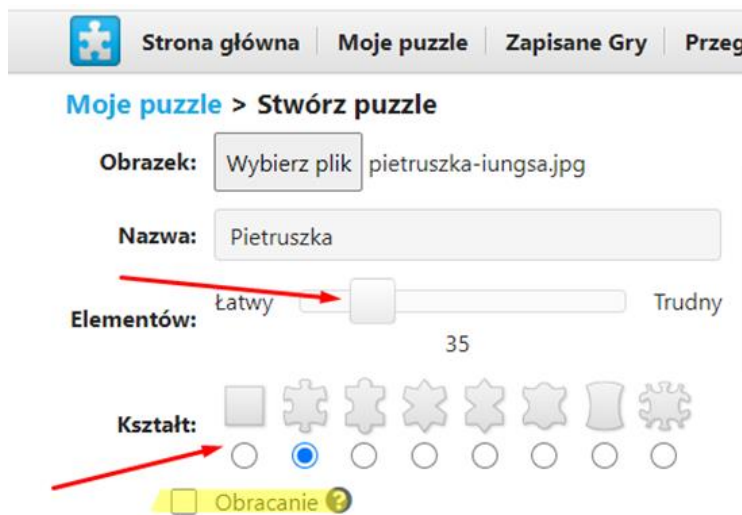 Strona główna Moje puzzle Zapisane Gry Przeg
Moje puzzle > Stwórz puzzle
Obrazek: Wybierz plik pietruszka-iungsa.jpg
Nazwa: Pietruszka
Elementów: Łatwy Trudny
35
Kształt:
Obracanie ?